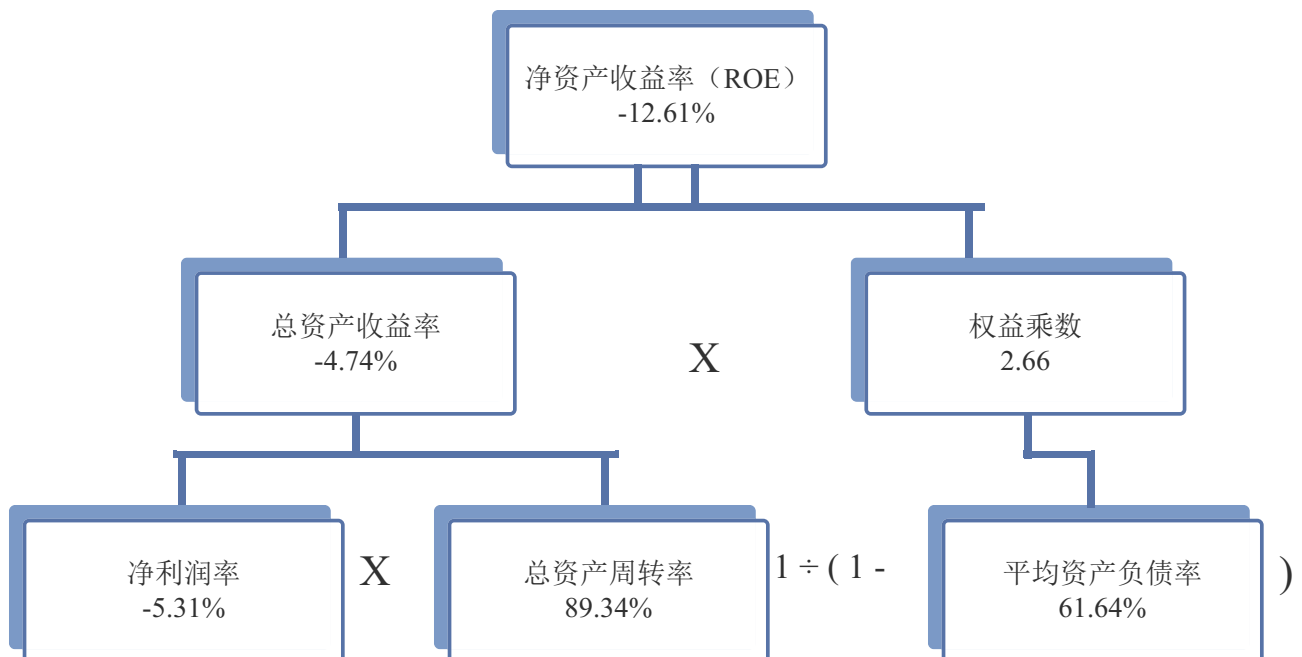 净资产收益率（ROE）
-12.61%
总资产收益率
-4.74%
X
权益乘数
2.66
净利润率
-5.31%
X
总资产周转率
89.34%
1 ÷ ( 1 -
平均资产负债率
61.64%
)